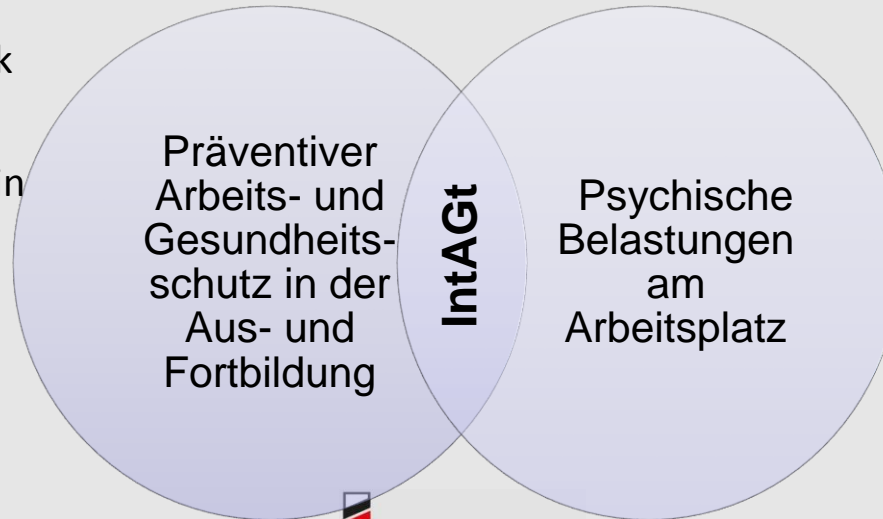 Präventiver
Arbeits- und
Gesundheits-
schutz in der
Aus- und
Fortbildung
IntAGt
Psychische
Belastungen
am
Arbeitsplatz